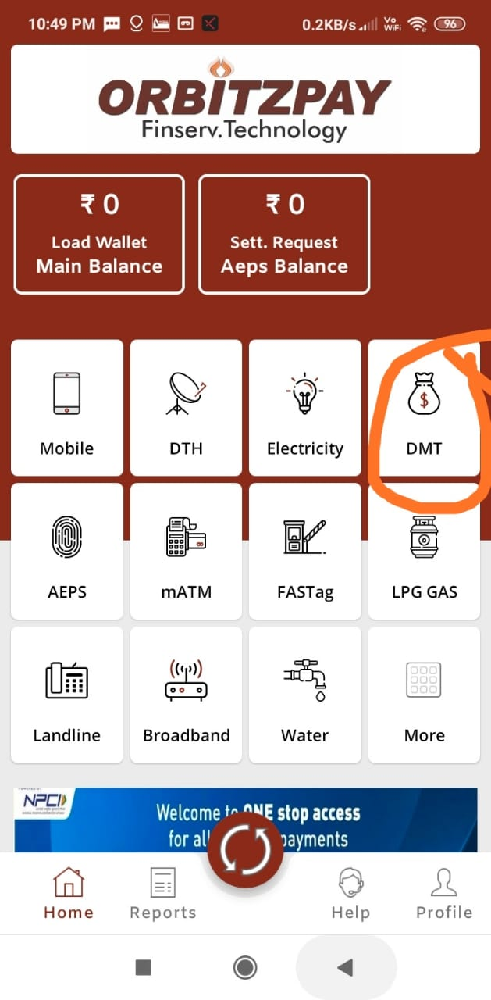 10:49 PM
0.2KB/s
Vo
WiFi
96
ORBITZPAY
Finserv.Technology
₹ 0
Load Wallet
Main Balance
₹ 0
Sett. Request
Aeps Balance
Mobile
DTH
Electricity
$
DMT
AEPS
mATM
FASTag
LPG GAS
Landline
Broadband
Water
More
NPCI
Welcome to ONE stop access
for all payments
Home
Reports
Help
Profile